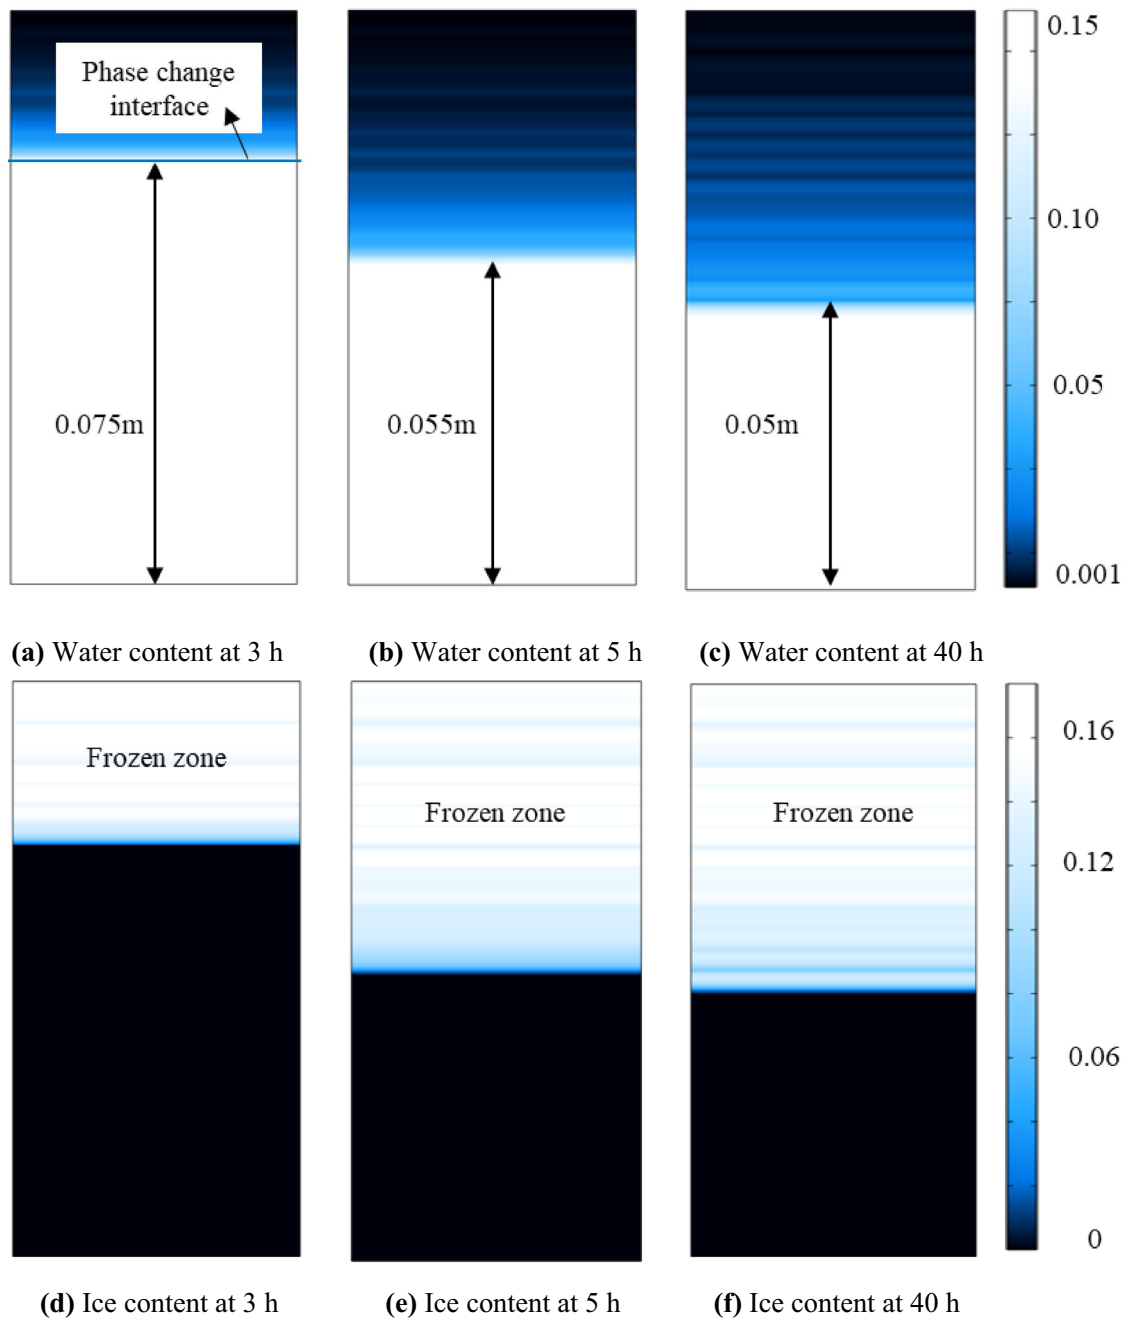 Phase change
interface
0.15
0.10
0.05
0.001
0.075m
0.055m
0.05m
(a) Water content at 3 h
(b) Water content at 5 h
(c) Water content at 40 h
Frozen zone
Frozen zone
Frozen zone
0.16
0.12
0.06
0
(d) Ice content at 3 h
(e) Ice content at 5 h
(f) Ice content at 40 h